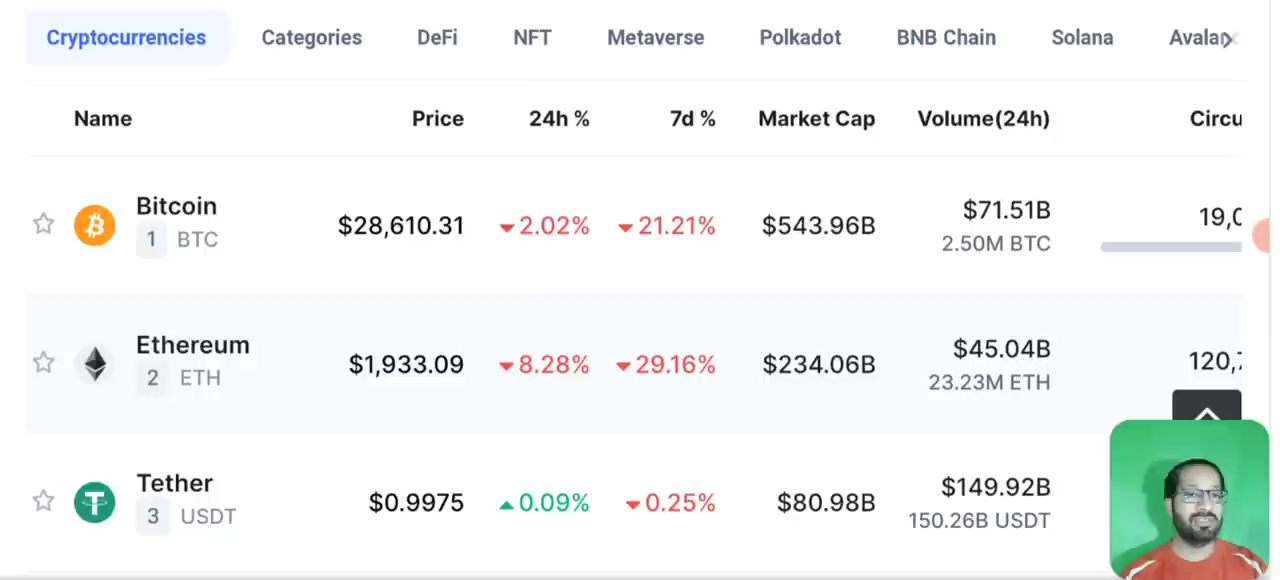 Cryptocurrencies Categories DeFi NFT Metaverse Polkadot BNB Chain Solana
Name Price 24h % 7d % Market Cap Volume(24h)
Bitcoin
$28,610.31 2.02% 21.21% $543.96B $71.51B
1 BTC 2.50M BTC
Ethereum
$1,933.09 8.28% 29.16% $234.06B $45.04B
2 ETH 23.23M ETH
Tether
$0.9975 0.09% 0.25% $80.98B $149.92B
3 USDT 150.26B USDT